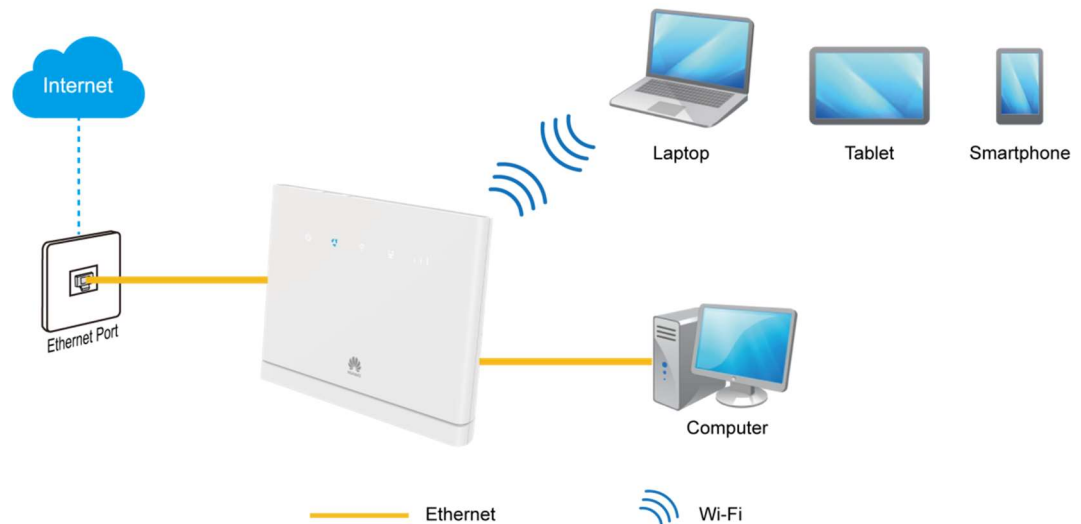 Internet
Laptop
Tablet
Smartphone
Ethernet Port
Computer
Ethernet
Wi-Fi